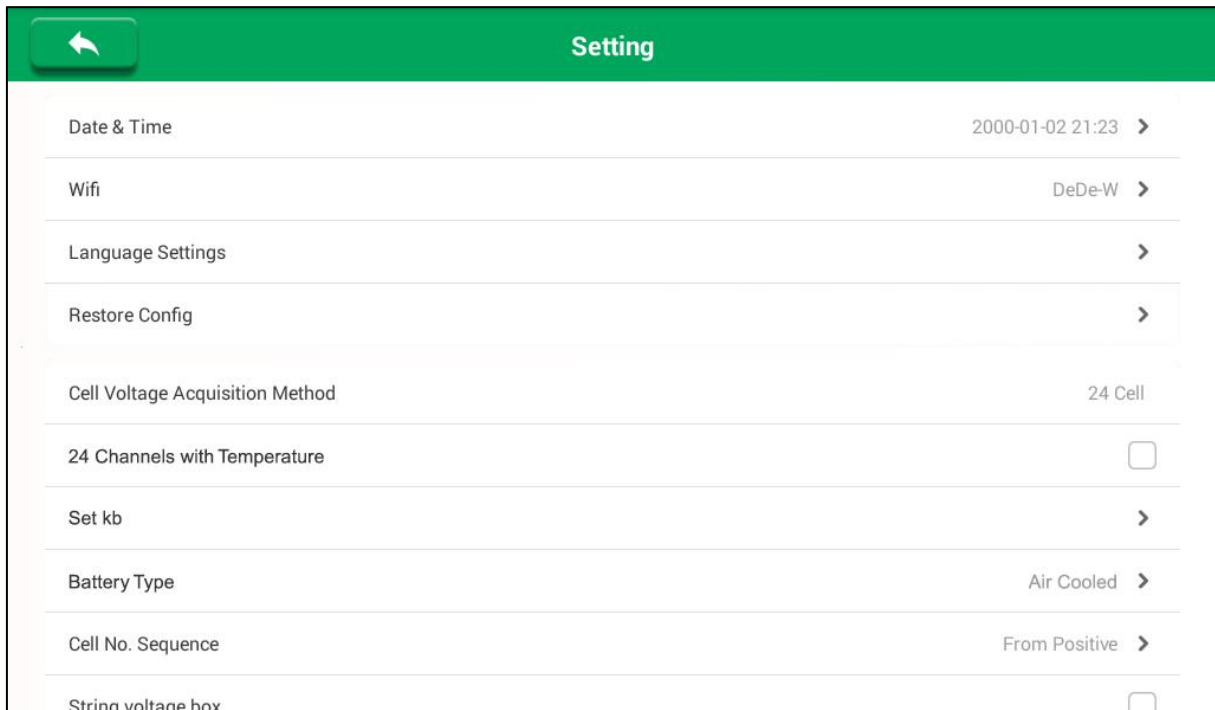 Setting
Date & Time 2000-01-02 21:23
Wifi DeDe-W
Language Settings
Restore Config
Cell Voltage Acquisition Method 24 Cell
24 Channels with Temperature
Set kb
Battery Type Air Cooled
Cell No. Sequence From Positive
String voltage box